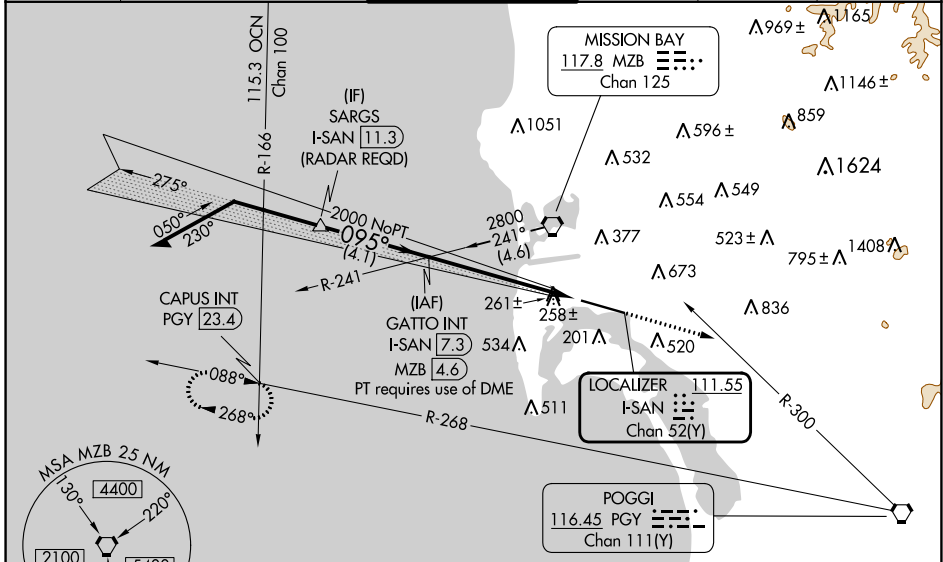 115.3 OCN
Chan 100
R-166
(IF)
SARGS
I-SAN 11.3
(RADAR REQD)
MISSION BAY
117.8 MZB
Chan 125
969±
1165
1146±
859
1051
596±
532
1624
554
549
377
523±
1408
795±
673
836
275°
050°
230°
2000 NoPT
095°
(4.1)
2800
241°
(4.6)
R-241
CAPUS INT
PGY 23.4
(IAF)
GATTO INT
I-SAN 7.3
MZB 4.6
PT requires use of DME
261±
258±
534
201
520
511
088°
268°
R-268
LOCALIZER 111.55
I-SAN
Chan 52(Y)
R-300
MSA MZB 25 NM
130°
4400
220°
2100
POGGI
116.45 PGY
Chan 111(Y)